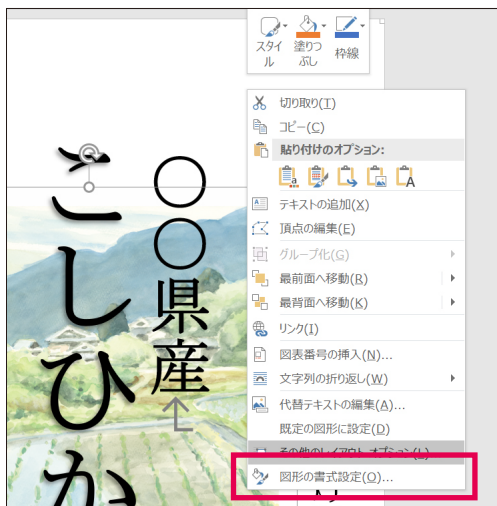 スタイ
ル
塗りつ
ぶし
枠線
切り取り(T)
コピー(C)
貼り付けのオプション:
テキストの追加(X)
頂点の編集(E)
グループ化(G)
最前面へ移動(R)
最背面へ移動(K)
リンク(I)
図表番号の挿入(N)...
文字列の折り返し(W)
代替テキストの編集(A)...
既定の図形に設定(D)
その他のレイアウト オプション(L)...
図形の書式設定(O)...
〇〇県産
こしひか